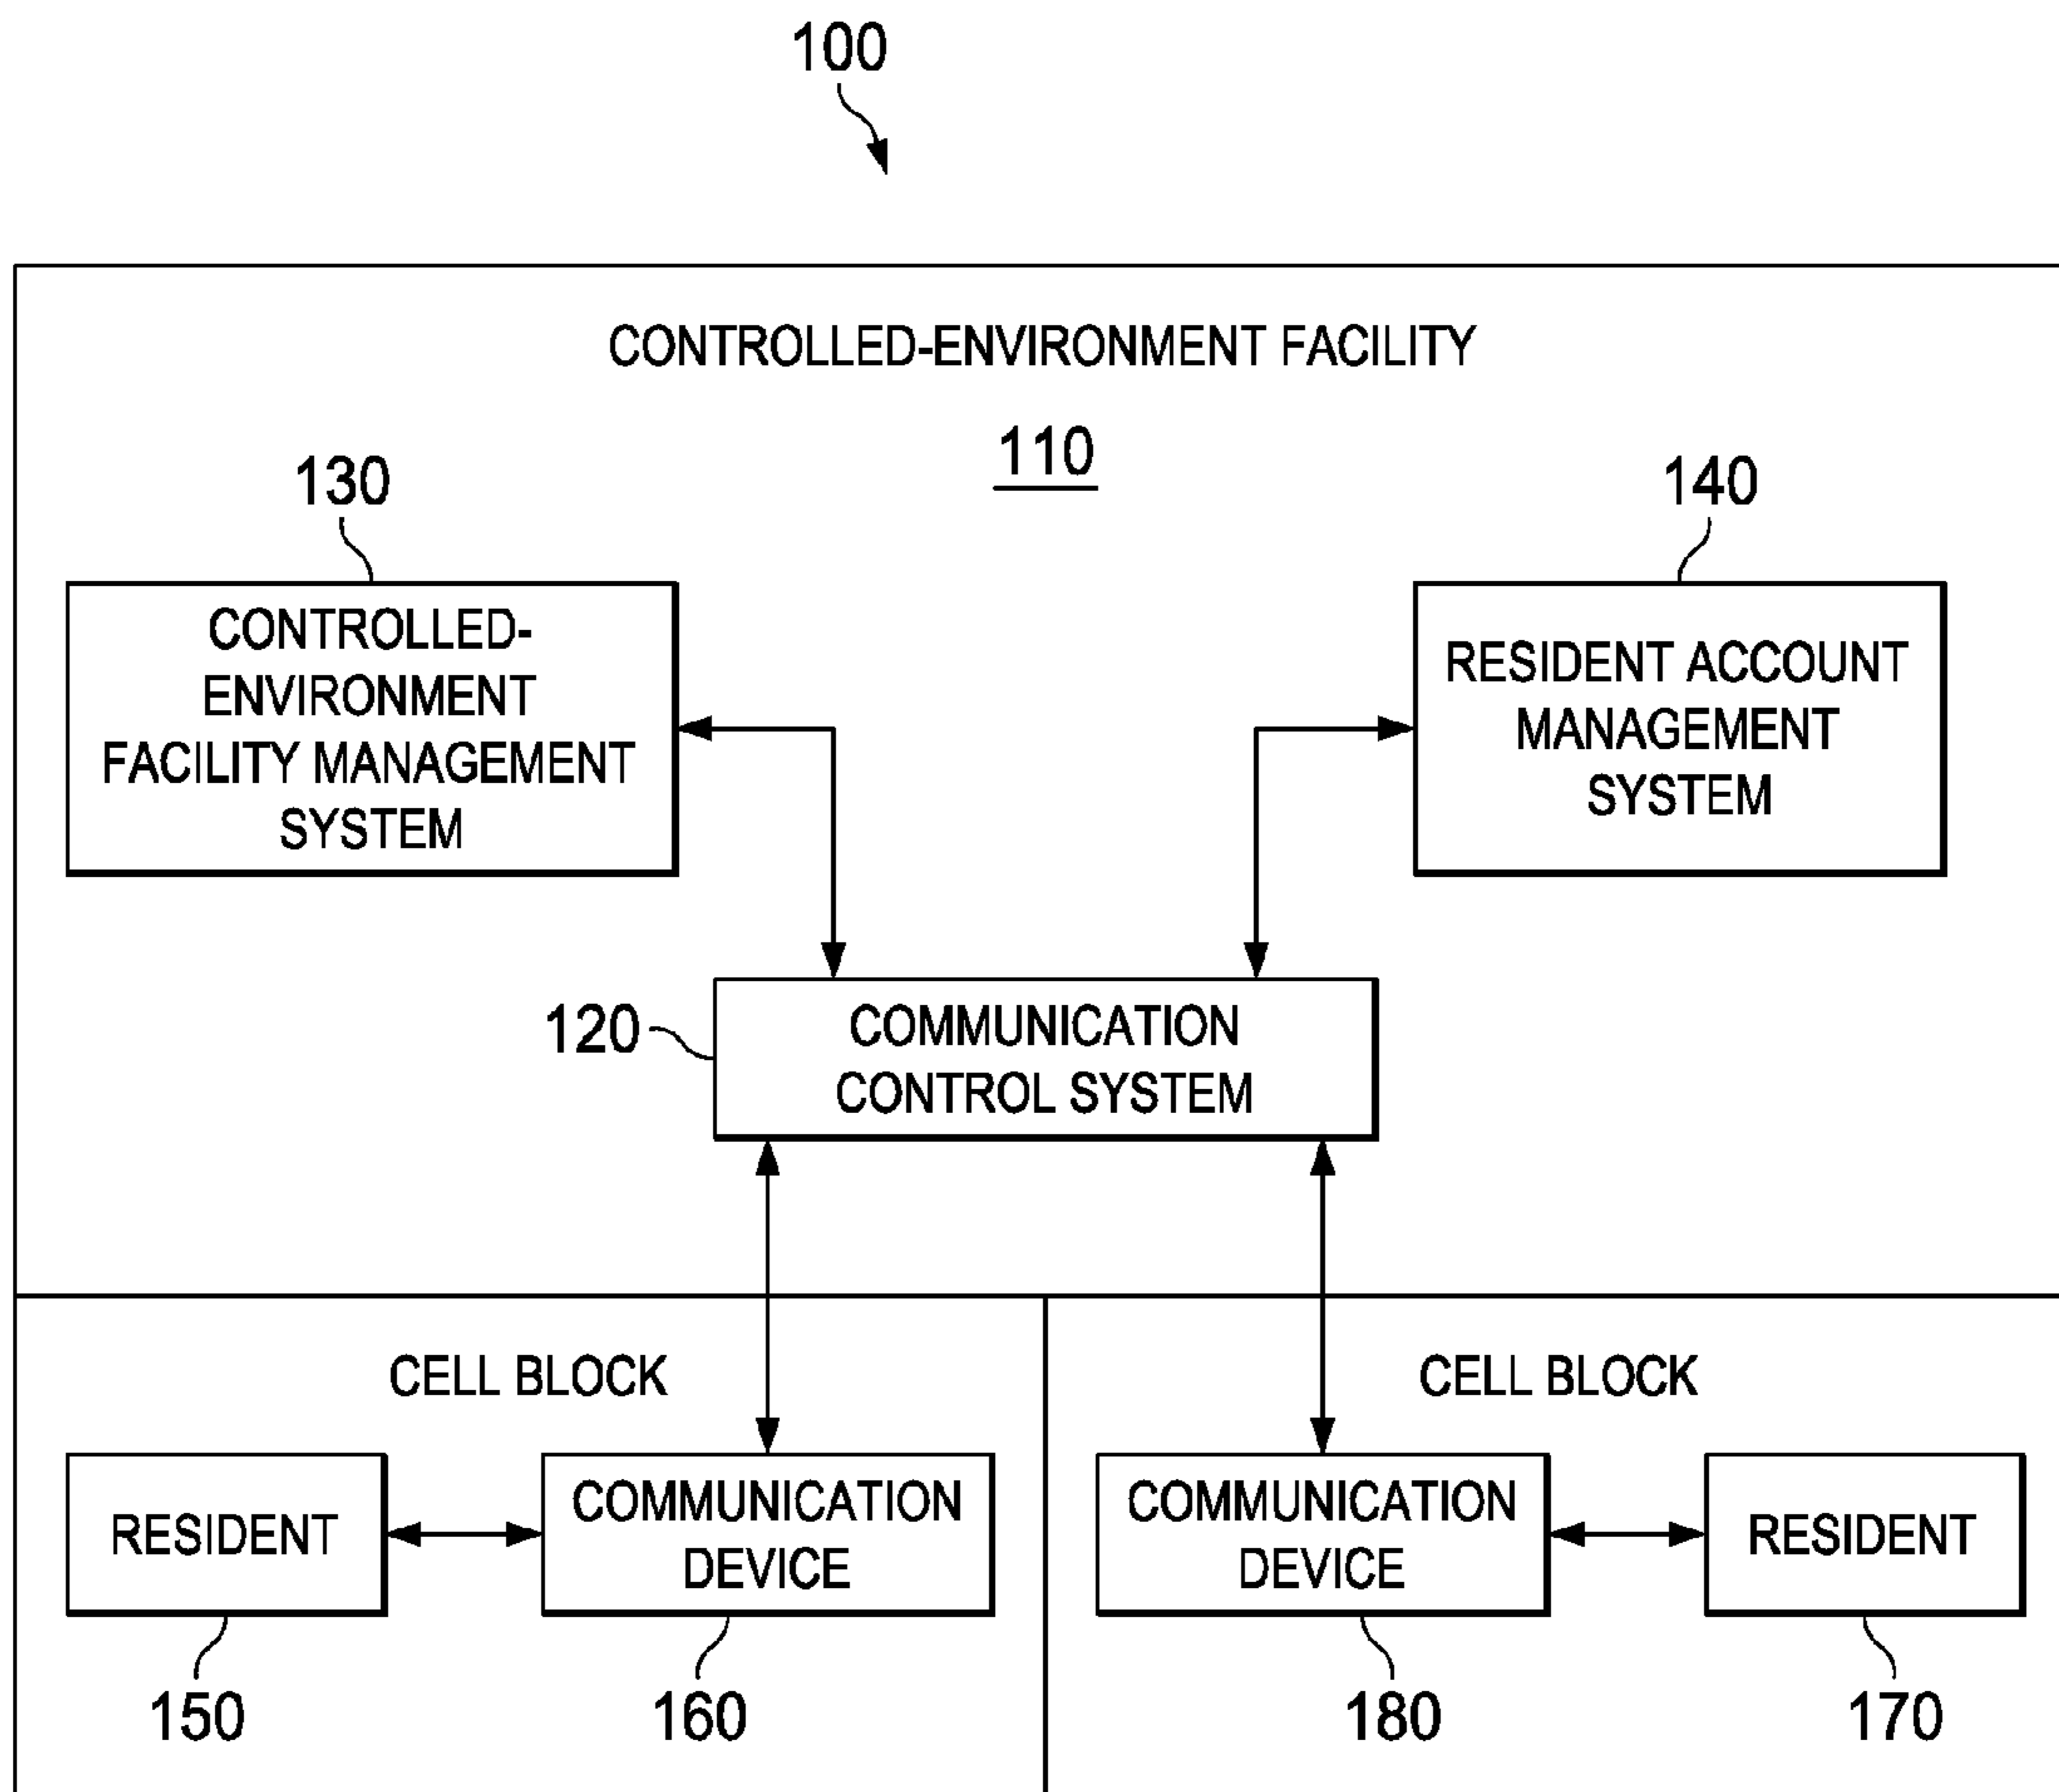 100
CONTROLLED-ENVIRONMENT FACILITY
110
130
140
CONTROLLED-
ENVIRONMENT
FACILITY MANAGEMENT
SYSTEM
RESIDENT ACCOUNT
MANAGEMENT
SYSTEM
120
COMMUNICATION
CONTROL SYSTEM
CELL BLOCK
CELL BLOCK
RESIDENT
COMMUNICATION
DEVICE
COMMUNICATION
DEVICE
RESIDENT
150
160
180
170